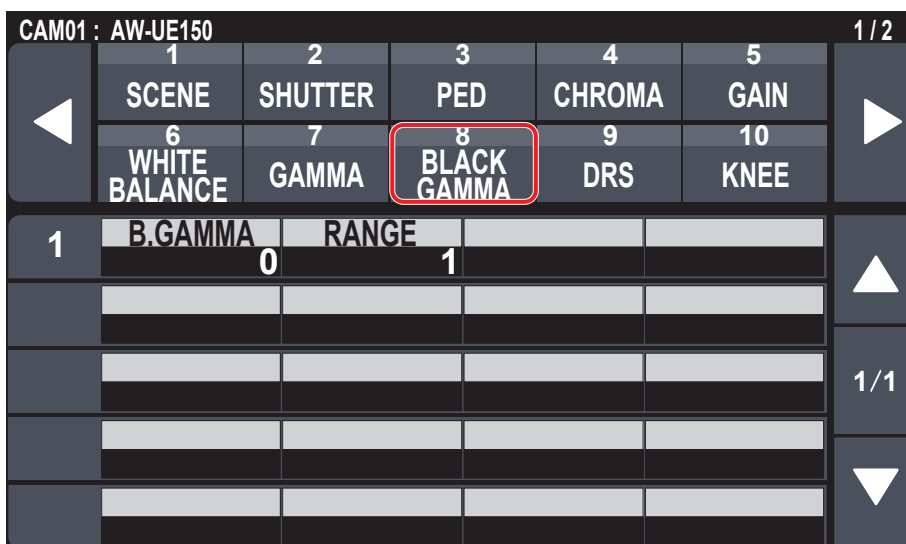 CAM01 : AW-UE150 1 / 2
1 2 3 4 5
SCENE SHUTTER PED CHROMA GAIN
6 7 8 9 10
WHITE BALANCE GAMMA BLACK GAMMA DRS KNEE
1 B.GAMMA RANGE
0 1
1/1